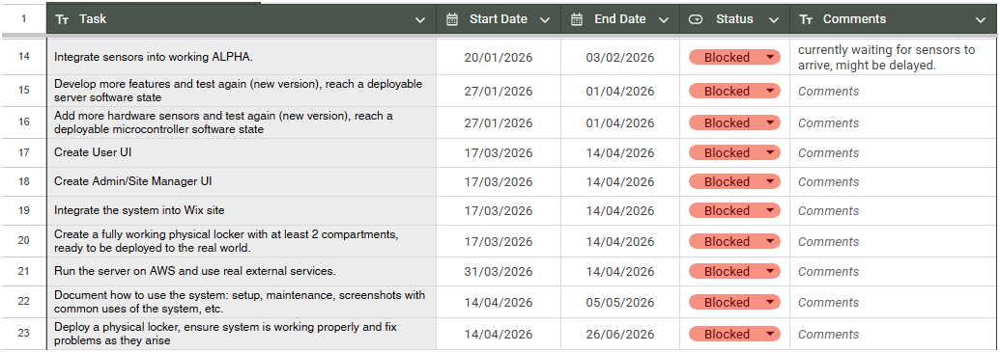 1 Task Start Date End Date Status Comments
14 Integrate sensors into working ALPHA. 20/01/2026 03/02/2026 Blocked currently waiting for sensors to
arrive, might be delayed.
15 Develop more features and test again (new version), reach a deployable
server software state 27/01/2026 01/04/2026 Blocked Comments
16 Add more hardware sensors and test again (new version), reach a
deployable microcontroller software state 27/01/2026 01/04/2026 Blocked Comments
17 Create User UI 17/03/2026 14/04/2026 Blocked Comments
18 Create Admin/Site Manager UI 17/03/2026 14/04/2026 Blocked Comments
19 Integrate the system into Wix site 17/03/2026 14/04/2026 Blocked Comments
20 Create a fully working physical locker with at least 2 compartments,
ready to be deployed to the real world. 17/03/2026 14/04/2026 Blocked Comments
21 Run the server on AWS and use real external services. 31/03/2026 14/04/2026 Blocked Comments
22 Document how to use the system: setup, maintenance, screenshots with
common uses of the system, etc. 14/04/2026 05/05/2026 Blocked Comments
23 Deploy a physical locker, ensure system is working properly and fix
problems as they arise 14/04/2026 26/06/2026 Blocked Comments